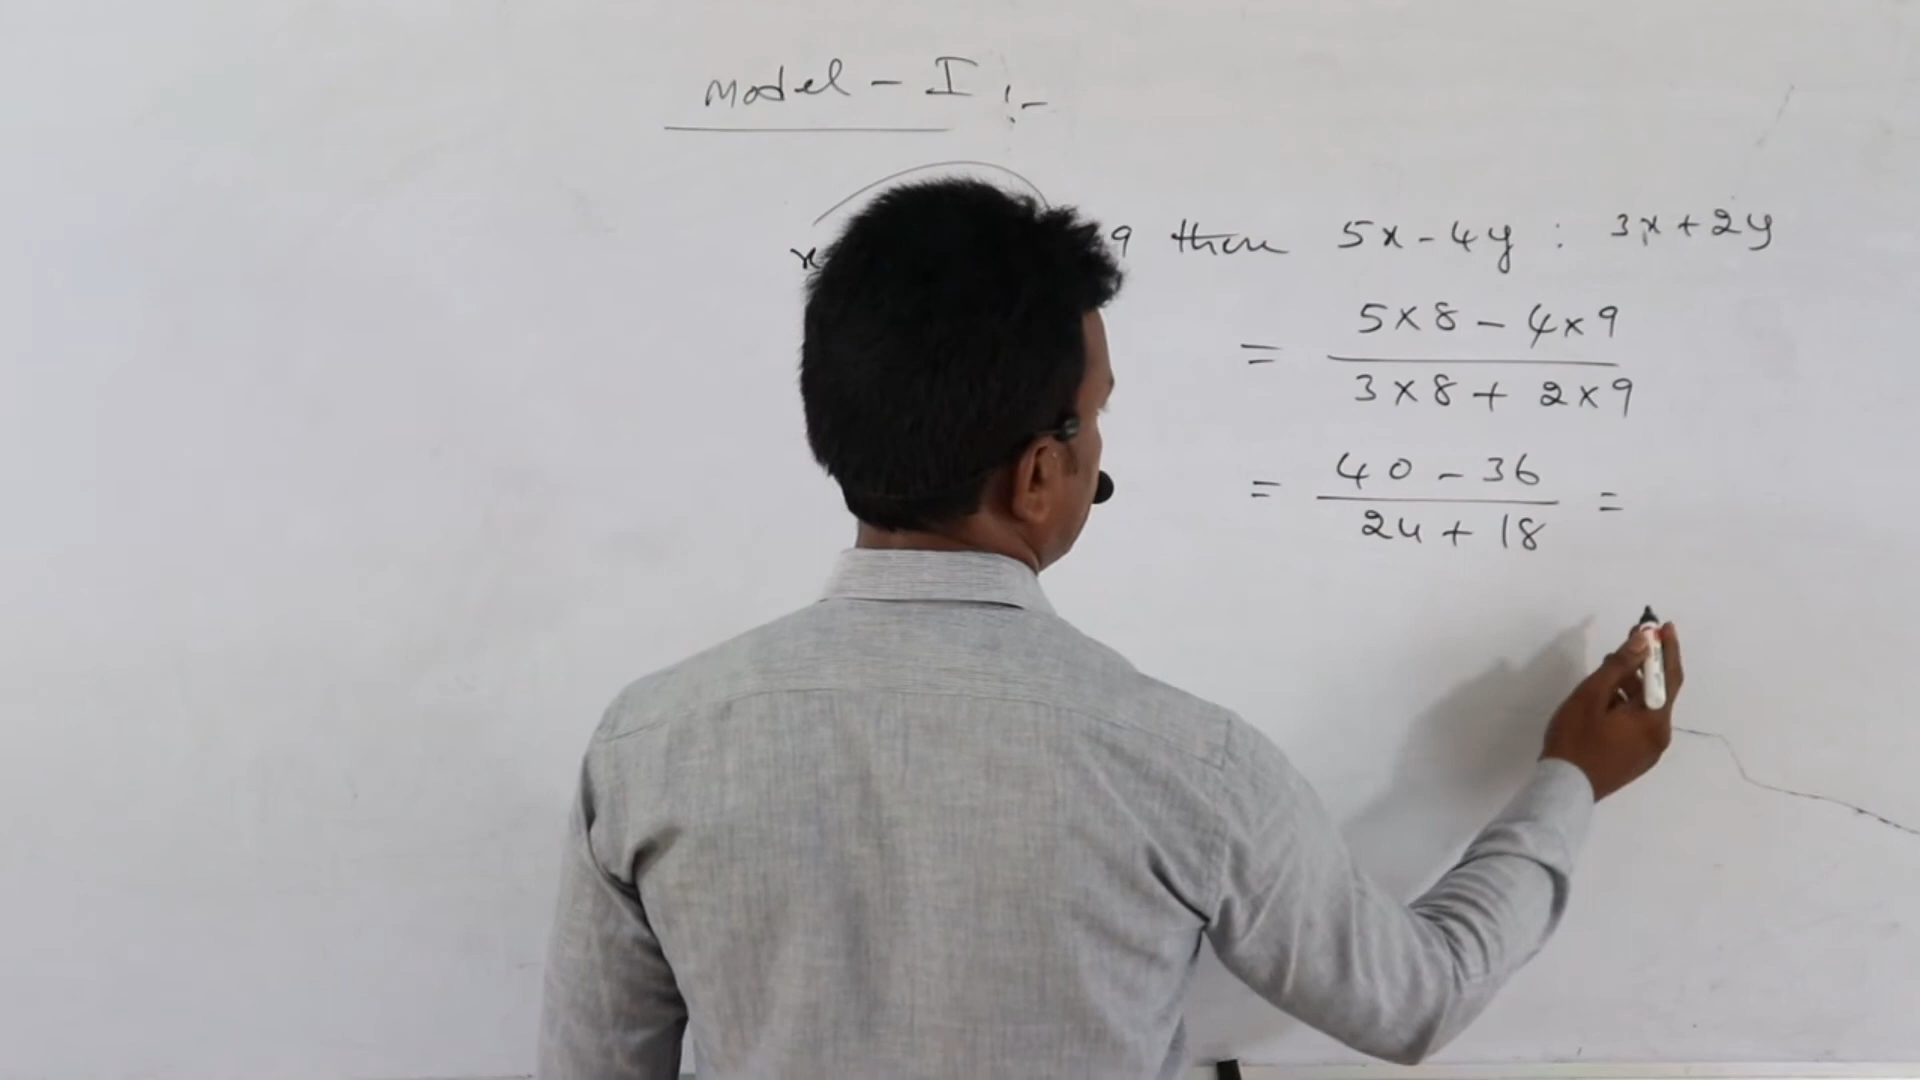 Model - I :-
x 9 then 5x - 4y : 3x + 2y
= 5 x 8 - 4 x 9
3 x 8 + 2 x 9
= 40 - 36 =
24 + 18